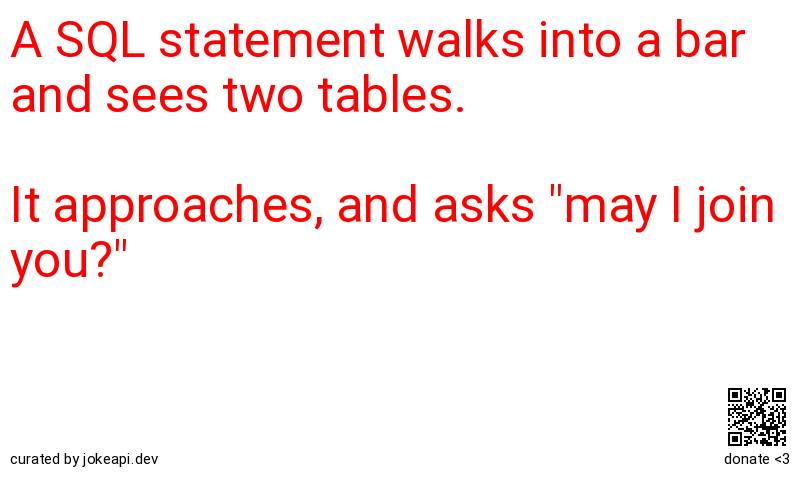 A SQL statement walks into a bar
and sees two tables.
It approaches, and asks "may I join
you?"
curated by jokeapi.dev
donate <3